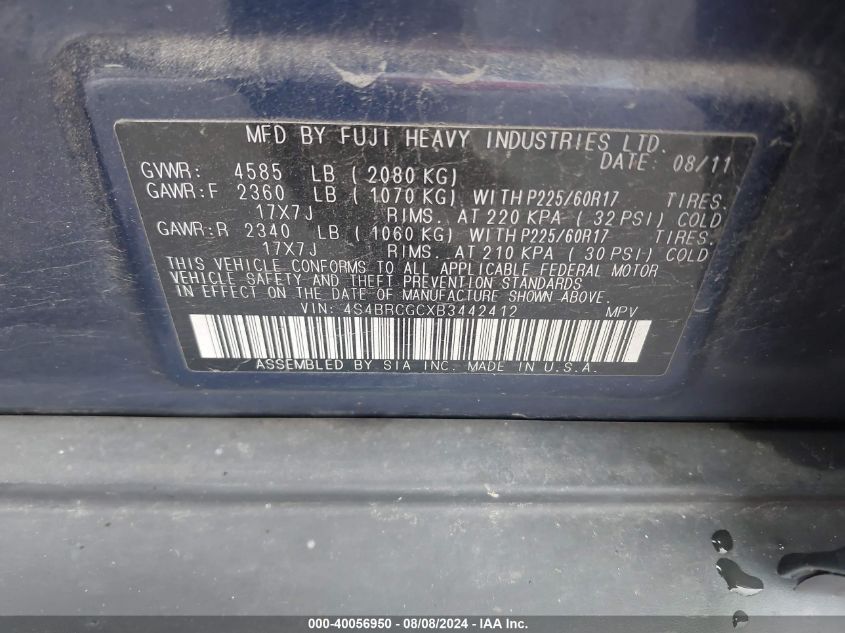 MFD BY FUJI HEAVY INDUSTRIES LTD.
DATE: 08/11
GVWR: 4585 LB ( 2080 KG)
GAWR:F 2360 LB ( 1070 KG) WITH P225/60R17 TIRES.
17X7J RIMS. AT 220 KPA ( 32 PSI) COLD
GAWR:R 2340 LB ( 1060 KG) WITH P225/60R17 TIRES.
17X7J RIMS. AT 210 KPA ( 30 PSI) COLD
THIS VEHICLE CONFORMS TO ALL APPLICABLE FEDERAL MOTOR
VEHICLE SAFETY AND THEFT PREVENTION STANDARDS
IN EFFECT ON THE DATE OF MANUFACTURE SHOWN ABOVE.
VIN: 4S4BRCGCXB3442412 MPV
ASSEMBLED BY SIA INC. MADE IN U.S.A.
000-40056950 - 08/08/2024 - IAA Inc.